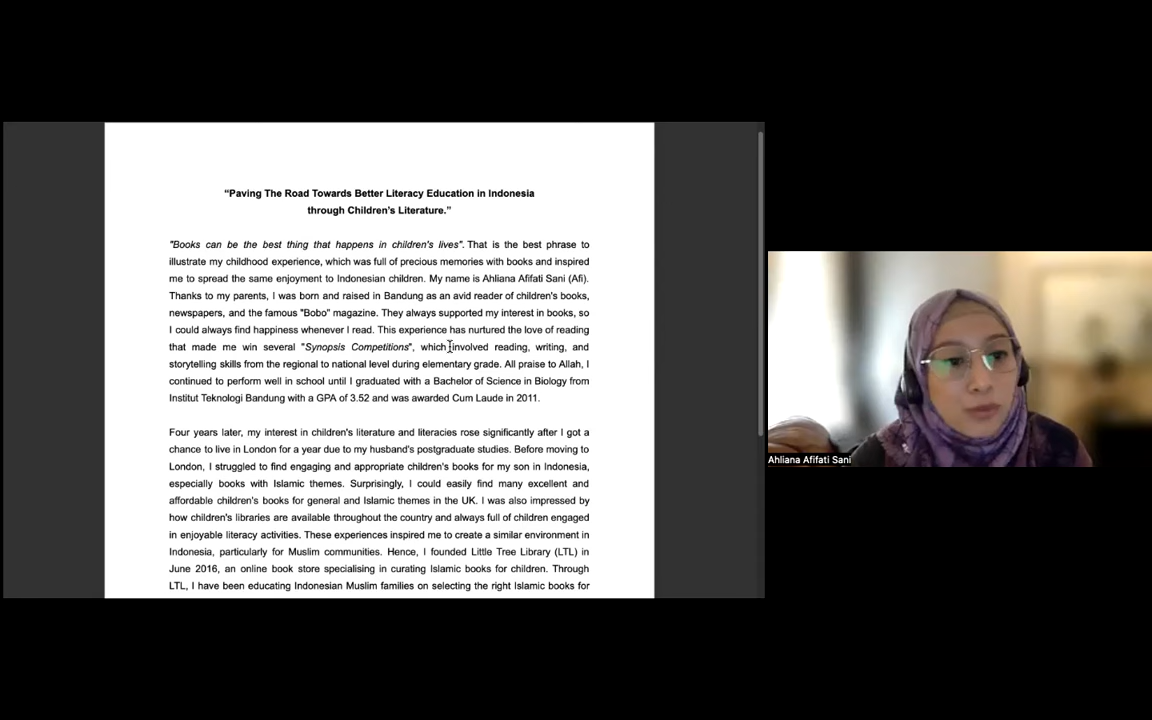 “Paving The Road Towards Better Literacy Education in Indonesia
through Children’s Literature.”
"Books can be the best thing that happens in children's lives". That is the best phrase to
illustrate my childhood experience, which was full of precious memories with books and inspired
me to spread the same enjoyment to Indonesian children. My name is Ahliana Afifati Sani (Afi).
Thanks to my parents, I was born and raised in Bandung as an avid reader of children's books,
newspapers, and the famous "Bobo" magazine. They always supported my interest in books, so
I could always find happiness whenever I read. This experience has nurtured the love of reading
that made me win several "Synopsis Competitions", which involved reading, writing, and
storytelling skills from the regional to national level during elementary grade. All praise to Allah, I
continued to perform well in school until I graduated with a Bachelor of Science in Biology from
Institut Teknologi Bandung with a GPA of 3.52 and was awarded Cum Laude in 2011.
Four years later, my interest in children's literature and literacies rose significantly after I got a
chance to live in London for a year due to my husband's postgraduate studies. Before moving to
London, I struggled to find engaging and appropriate children's books for my son in Indonesia,
especially books with Islamic themes. Surprisingly, I could easily find many excellent and
affordable children's books for general and Islamic themes in the UK. I was also impressed by
how children's libraries are available throughout the country and always full of children engaged
in enjoyable literacy activities. These experiences inspired me to create a similar environment in
Indonesia, particularly for Muslim communities. Hence, I founded Little Tree Library (LTL) in
June 2016, an online book store specialising in curating Islamic books for children. Through
LTL, I have been educating Indonesian Muslim families on selecting the right Islamic books for
Ahliana Afifati Sani